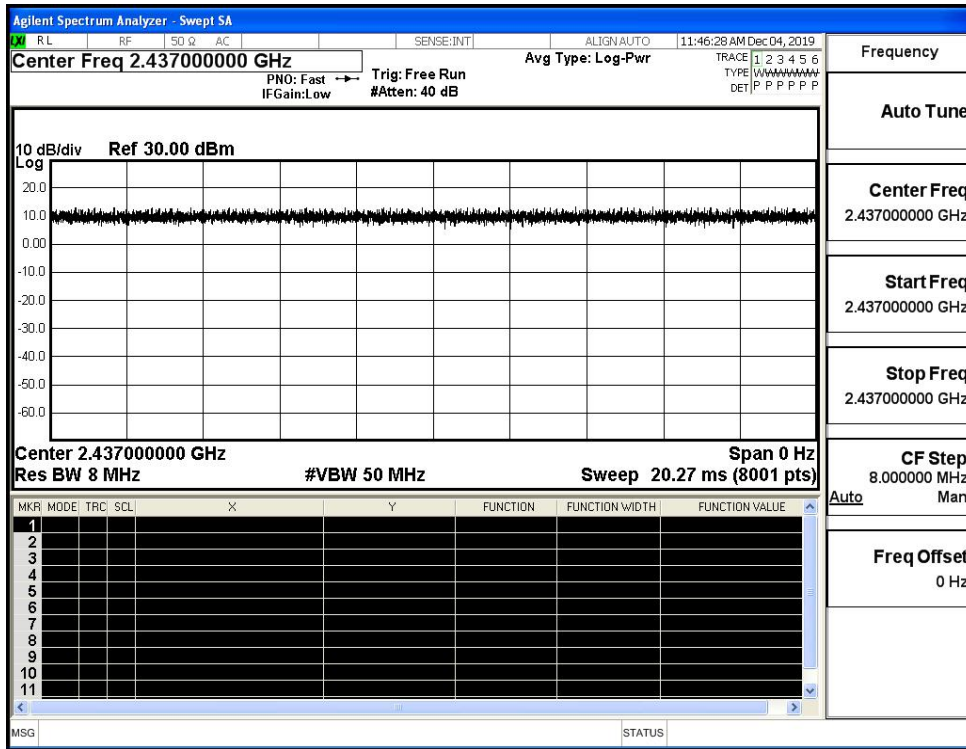 Agilent Spectrum Analyzer - Swept SA
LXI RL RF 50 Ω AC SENSE:INT ALIGN AUTO 11:46:28 AM Dec 04, 2019
Center Freq 2.437000000 GHz
PNO: Fast
IFGain:Low
Trig: Free Run
#Atten: 40 dB
Avg Type: Log-Pwr
TRACE 1 2 3 4 5 6
TYPE WWWWWW
DET P P P P P P
10 dB/div Ref 30.00 dBm
Log
20.0
10.0
0.00
-10.0
-20.0
-30.0
-40.0
-50.0
-60.0
Center 2.437000000 GHz Span 0 Hz
Res BW 8 MHz #VBW 50 MHz Sweep 20.27 ms (8001 pts)
MKR MODE TRC SCL X Y FUNCTION FUNCTION WIDTH FUNCTION VALUE
1
2
3
4
5
6
7
8
9
10
11
MSG STATUS
Frequency
Auto Tune
Center Freq
2.437000000 GHz
Start Freq
2.437000000 GHz
Stop Freq
2.437000000 GHz
CF Step
8.000000 MHz
Auto Man
Freq Offset
0 Hz